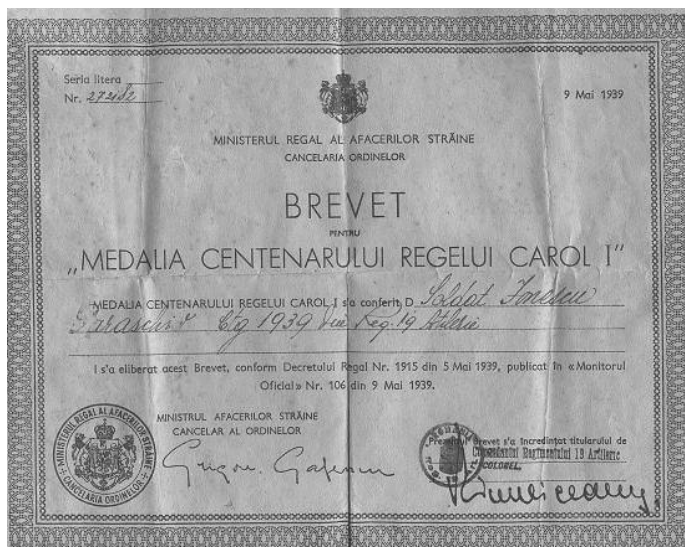 Seria litera
Nr.
9 Mai 1939
MINISTERUL REGAL AL AFACERILOR STRĂINE
CANCELARIA ORDINELOR
BREVET
PENTRU
„MEDALIA CENTENARULUI REGELUI CAROL I"
MEDALIA CENTENARULUI REGELUI CAROL I s'a conferit D Soldat Ionescu
Paraschiv Ctg 1939 din Reg. 19 Artilerie
I s'a eliberat acest Brevet, conform Decretului Regal Nr. 1915 din 5 Mai 1939, publicat în «Monitorul
Oficial» Nr. 106 din 9 Mai 1939.
MINISTRUL AFACERILOR STRĂINE
CANCELAR AL ORDINELOR
Grigore Gafencu
MINISTERUL REGAL AL AFACERILOR STRĂINE
CANCELARIA ORDINELOR
Prezentul Brevet s'a încredințat titularului de
Comandantul Regimentului 19 Artilerie
COLONEL,
ROMÂNIA